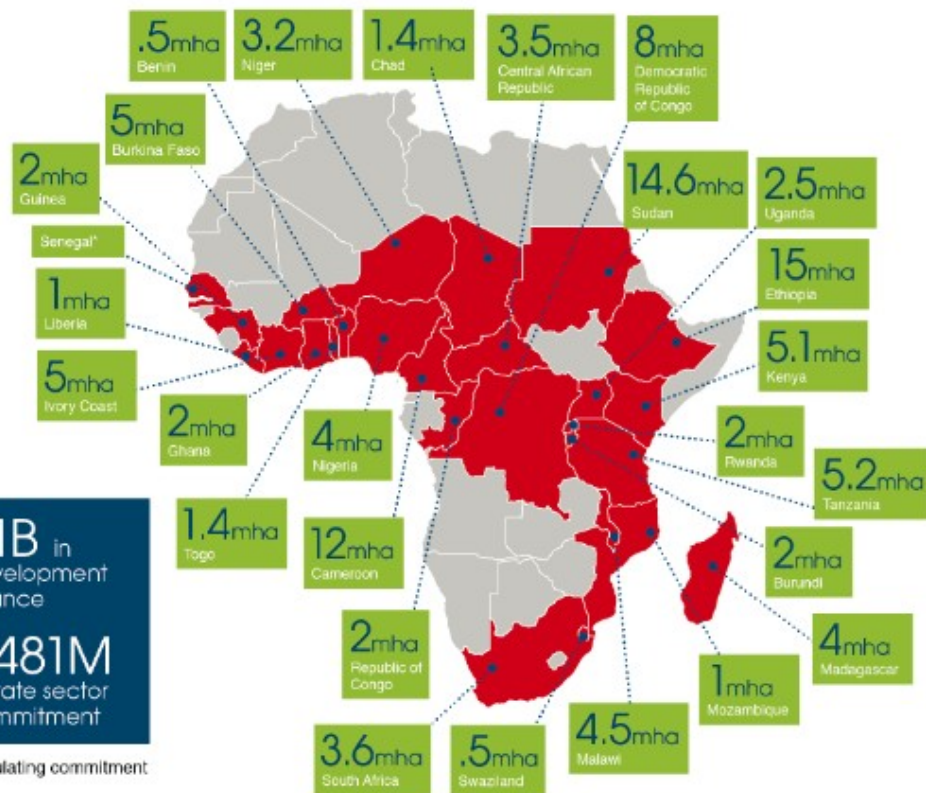 .5mha
Benin
3.2mha
Niger
1.4mha
Chad
3.5mha
Central African
Republic
8mha
Democratic
Republic
of Congo
5mha
Burkina Faso
2mha
Guinea
14.6mha
Sudan
2.5mha
Uganda
Senegal*
15mha
Ethiopia
1mha
Liberia
5.1mha
Kenya
5mha
Ivory Coast
2mha
Ghana
4mha
Nigeria
2mha
Rwanda
5.2mha
Tanzania
1.4mha
Togo
12mha
Cameroon
2mha
Burundi
2mha
Republic of
Congo
4mha
Madagascar
1mha
Mozambique
3.6mha
South Africa
.5mha
Swaziland
4.5mha
Malawi
in
481M
sector
ulating commitment